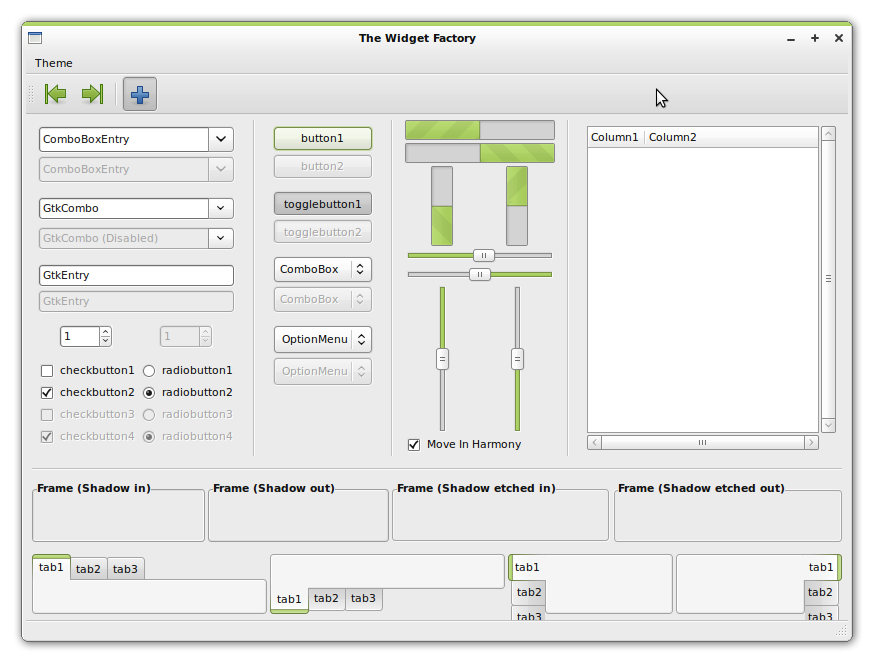 The Widget Factory
Theme
ComboBoxEntry
ComboBoxEntry
GtkCombo
GtkCombo (Disabled)
GtkEntry
GtkEntry
1 1
checkbutton1 radiobutton1
checkbutton2 radiobutton2
checkbutton3 radiobutton3
checkbutton4 radiobutton4
button1
button2
togglebutton1
togglebutton2
ComboBox
ComboBox
OptionMenu
OptionMenu
Move In Harmony
Column1 Column2
Frame (Shadow in) Frame (Shadow out) Frame (Shadow etched in) Frame (Shadow etched out)
tab1 tab2 tab3
tab1 tab2 tab3
tab1
tab2
tab3
tab1
tab2
tab3